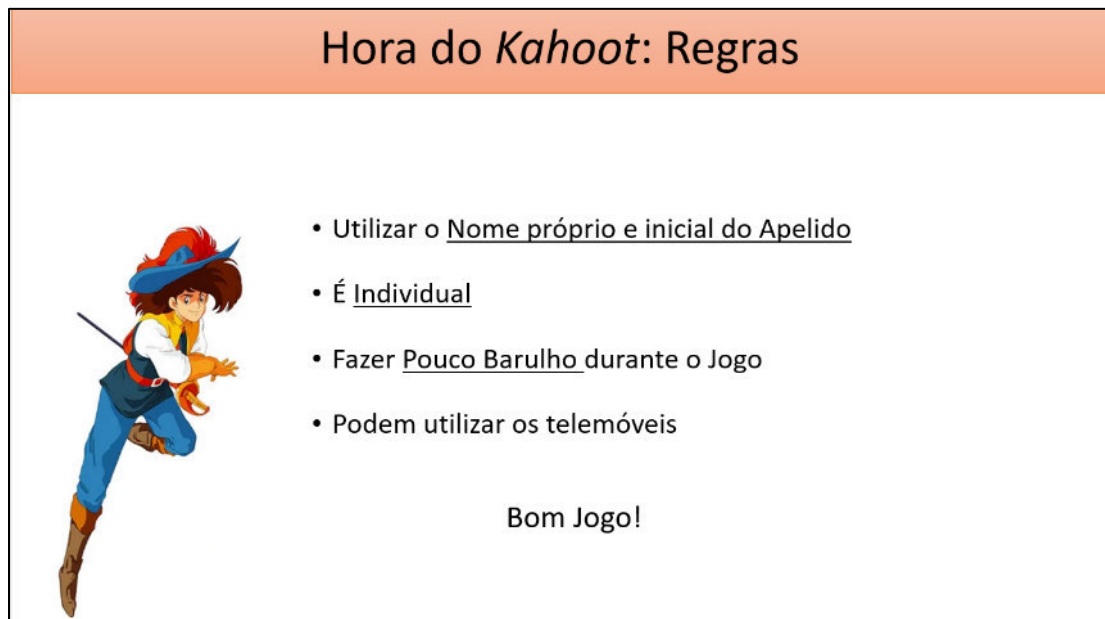 Hora do Kahoot: Regras
• Utilizar o Nome próprio e inicial do Apelido
• É Individual
• Fazer Pouco Barulho durante o Jogo
• Podem utilizar os telemóveis
Bom Jogo!